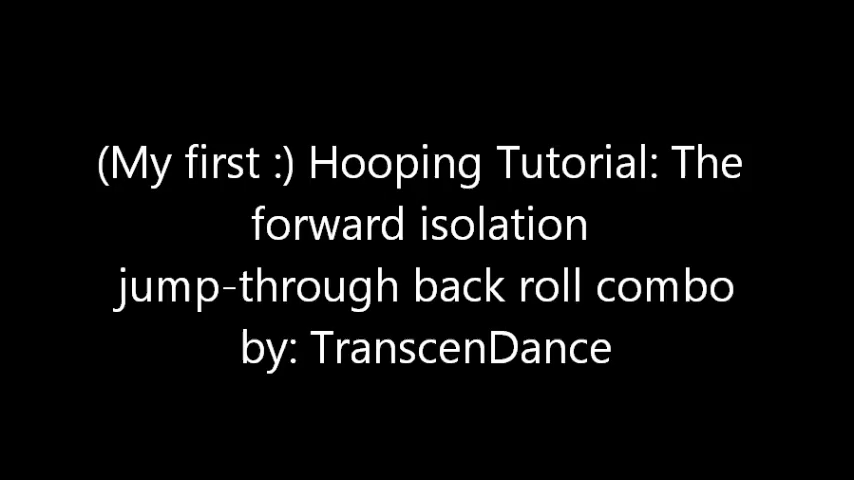 (My first :) Hooping Tutorial: The
forward isolation
jump-through back roll combo
by: TranscenDance